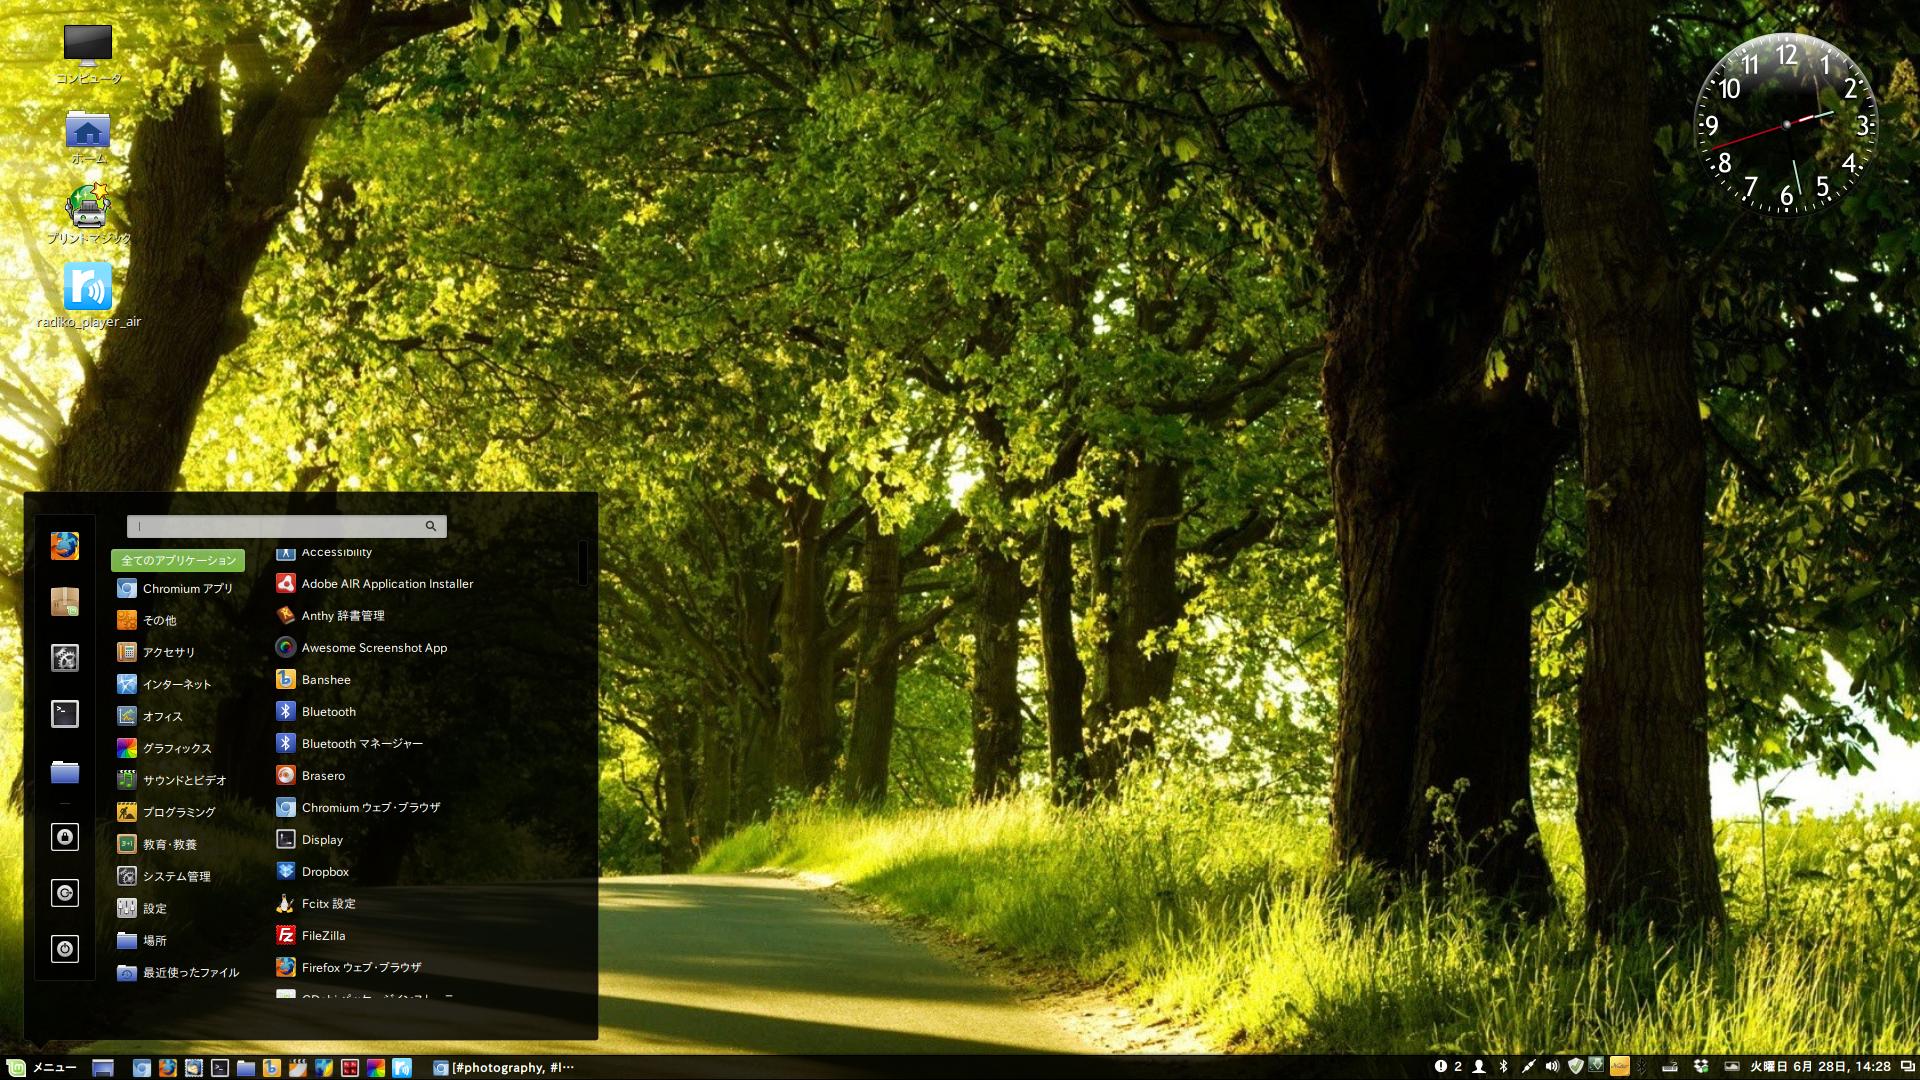 コンピュータ
ホーム
プリントマジック
radiko_player_air
12
1
2
3
4
5
6
7
8
9
10
11
全てのアプリケーション
Chromium アプリ
その他
アクセサリ
インターネット
オフィス
グラフィックス
サウンドとビデオ
プログラミング
教育・教養
システム管理
設定
場所
最近使ったファイル
Accessibility
Adobe AIR Application Installer
Anthy 辞書管理
Awesome Screenshot App
Banshee
Bluetooth
Bluetooth マネージャー
Brasero
Chromium ウェブ・ブラウザ
Display
Dropbox
Fcitx 設定
FileZilla
Firefox ウェブ・ブラウザ
メニュー
[#photography, #l…
2
火曜日 6月 28日, 14:28